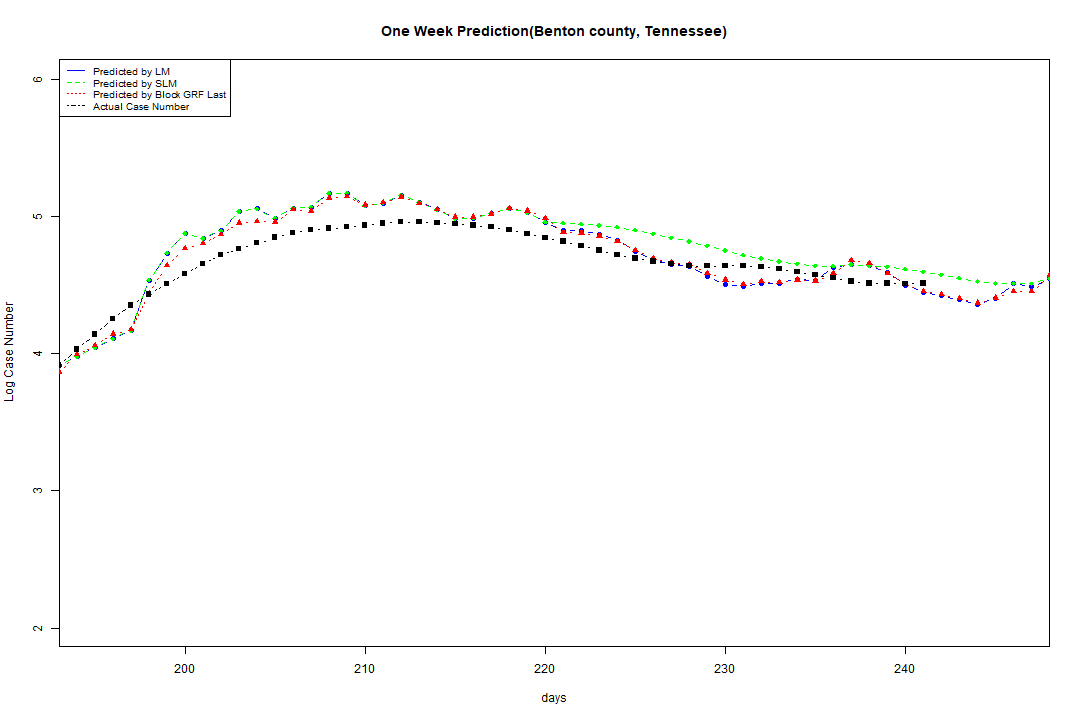 One Week Prediction(Benton county, Tennessee)
Predicted by LM
Predicted by SLM
Predicted by Block GRF Last
Actual Case Number
6
5
4
3
2
Log Case Number
200 210 220 230 240
days